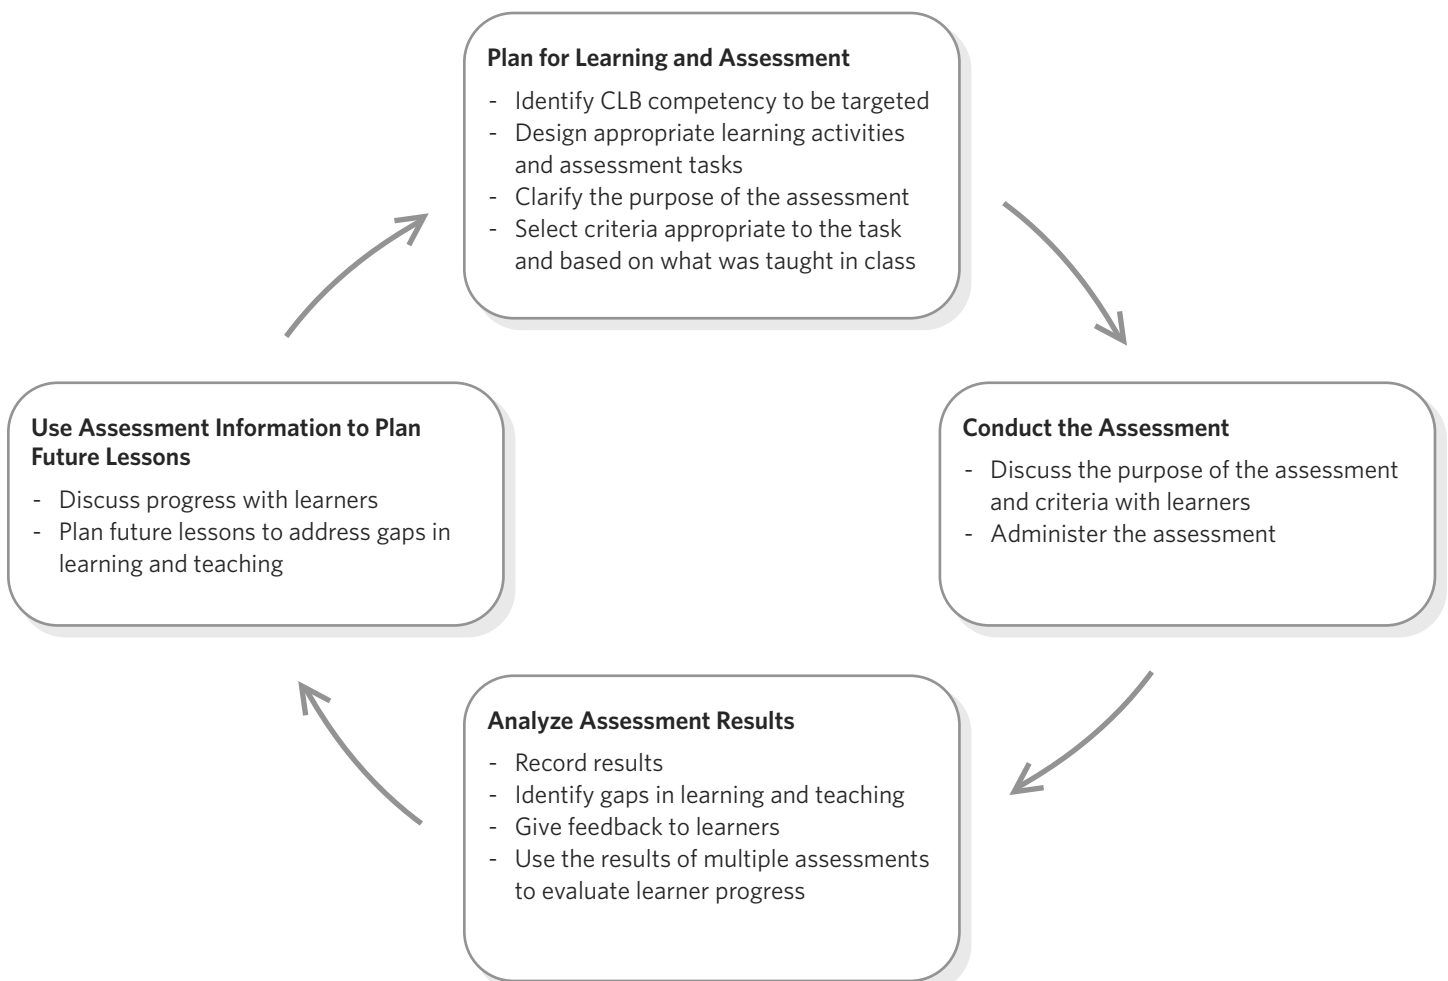 Plan for Learning and Assessment
- Identify CLB competency to be targeted
- Design appropriate learning activities
and assessment tasks
- Clarify the purpose of the assessment
- Select criteria appropriate to the task
and based on what was taught in class
Conduct the Assessment
- Discuss the purpose of the assessment
and criteria with learners
- Administer the assessment
Analyze Assessment Results
- Record results
- Identify gaps in learning and teaching
- Give feedback to learners
- Use the results of multiple assessments
to evaluate learner progress
Use Assessment Information to Plan
Future Lessons
- Discuss progress with learners
- Plan future lessons to address gaps in
learning and teaching